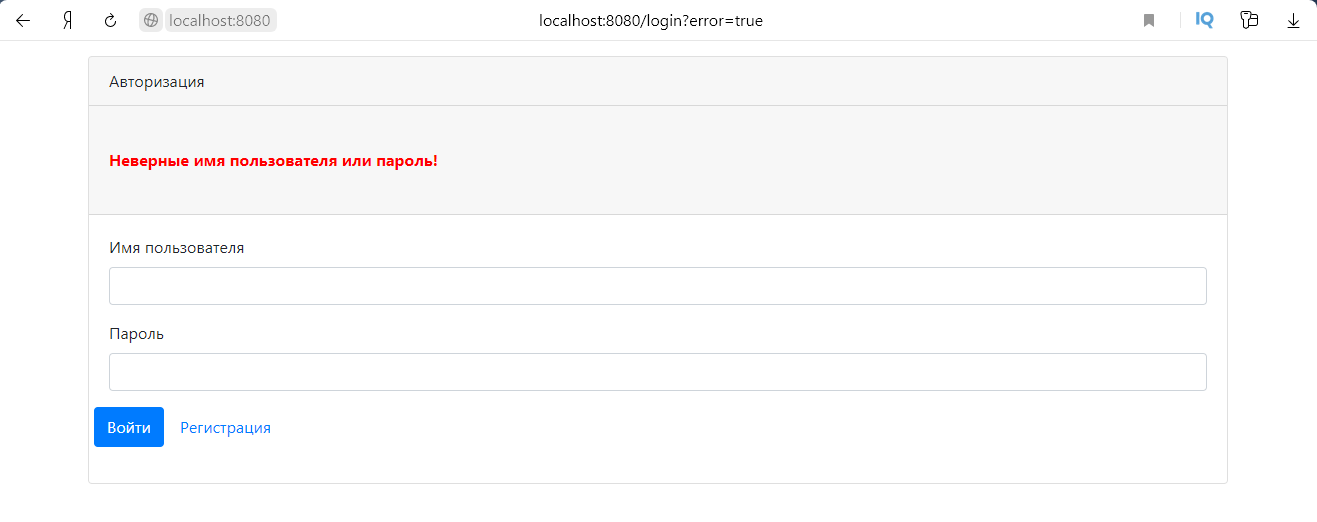 Я localhost:8080 localhost:8080/login?error=true IQ
Авторизация
Неверные имя пользователя или пароль!
Имя пользователя
Пароль
Войти Регистрация